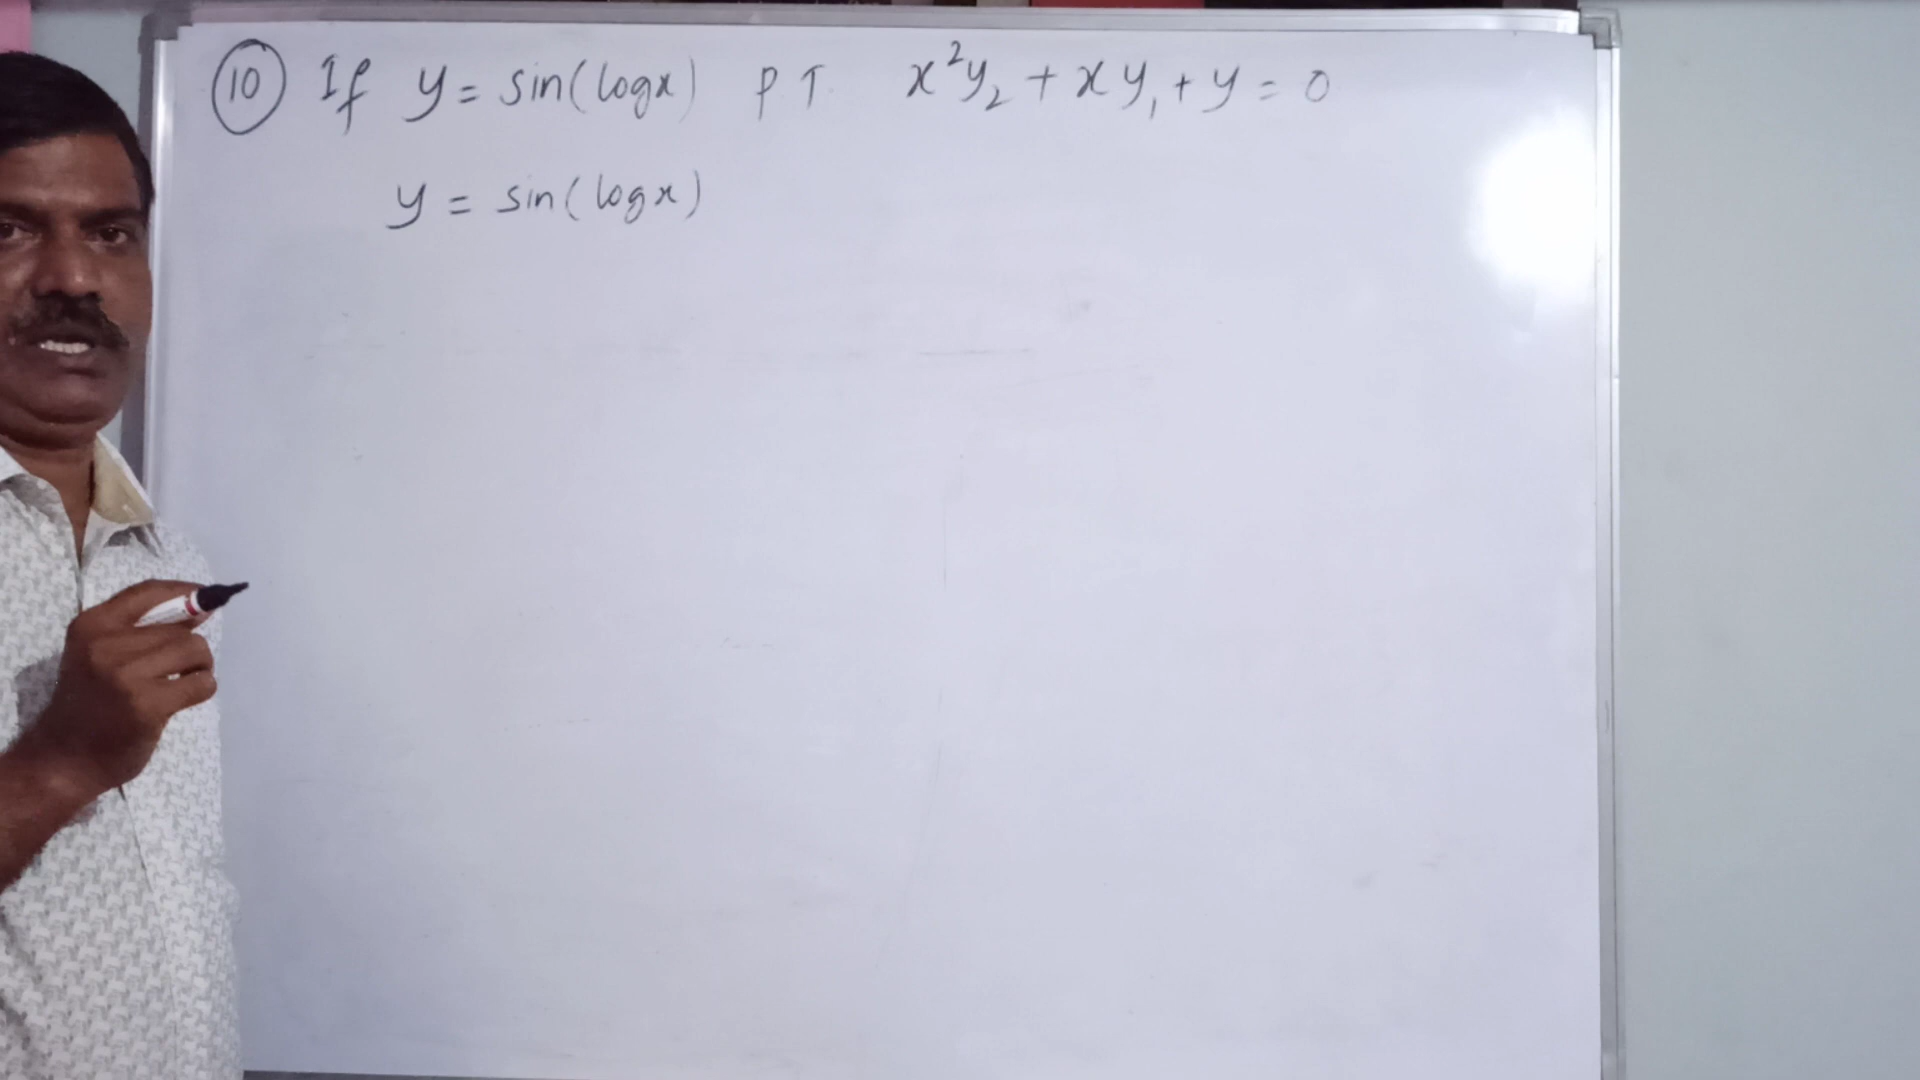 10 If y = sin(logx) P T. x²y₂ + xy₁ + y = 0
y = sin(logx)